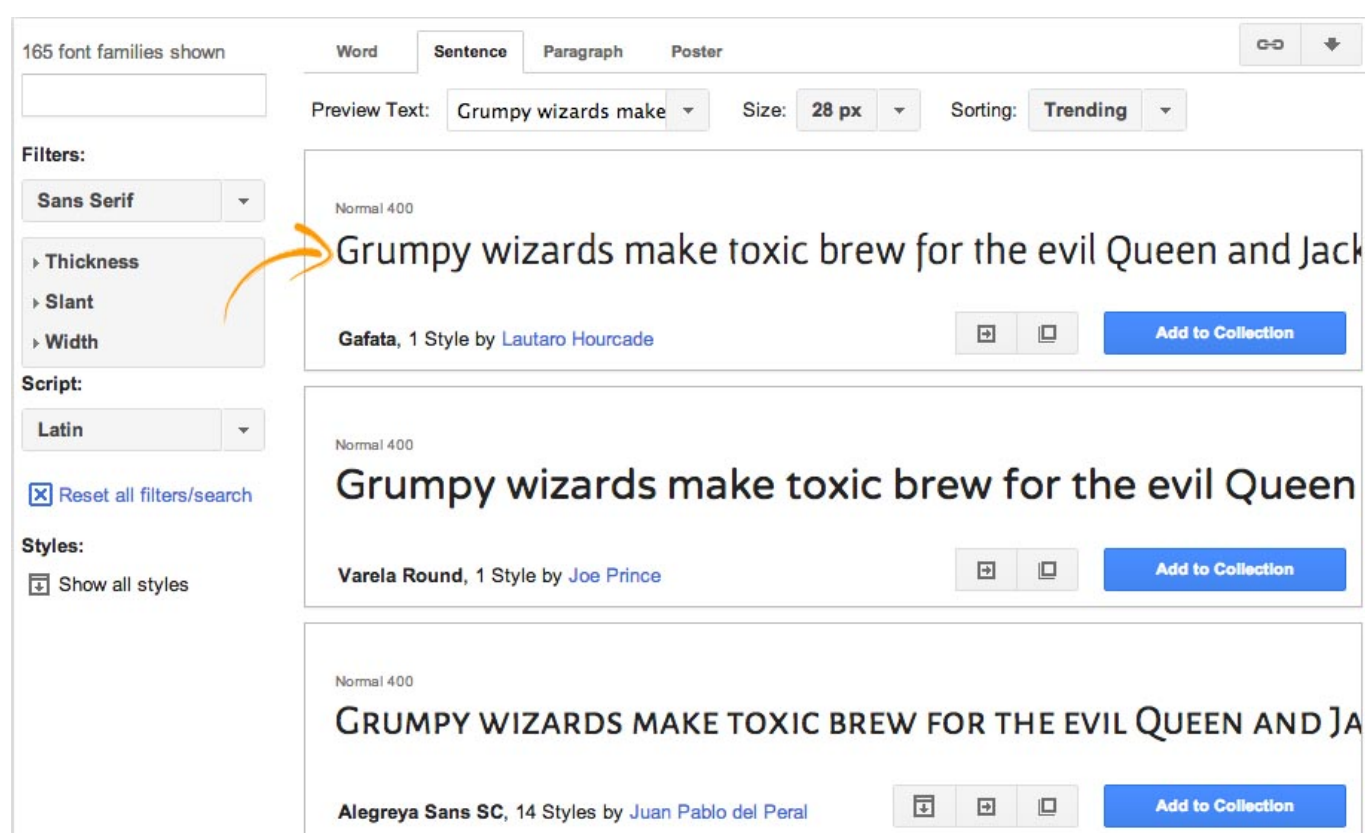 165 font families shown
Word Sentence Paragraph Poster
Preview Text: Grumpy wizards make Size: 28 px Sorting: Trending
Filters:
Sans Serif
Thickness
Slant
Width
Script:
Latin
Reset all filters/search
Styles:
Show all styles
Normal 400
Grumpy wizards make toxic brew for the evil Queen and Jack
Gafata, 1 Style by Lautaro Hourcade Add to Collection
Normal 400
Grumpy wizards make toxic brew for the evil Queen
Varela Round, 1 Style by Joe Prince Add to Collection
Normal 400
GRUMPY WIZARDS MAKE TOXIC BREW FOR THE EVIL QUEEN AND JA
Alegreya Sans SC, 14 Styles by Juan Pablo del Peral Add to Collection